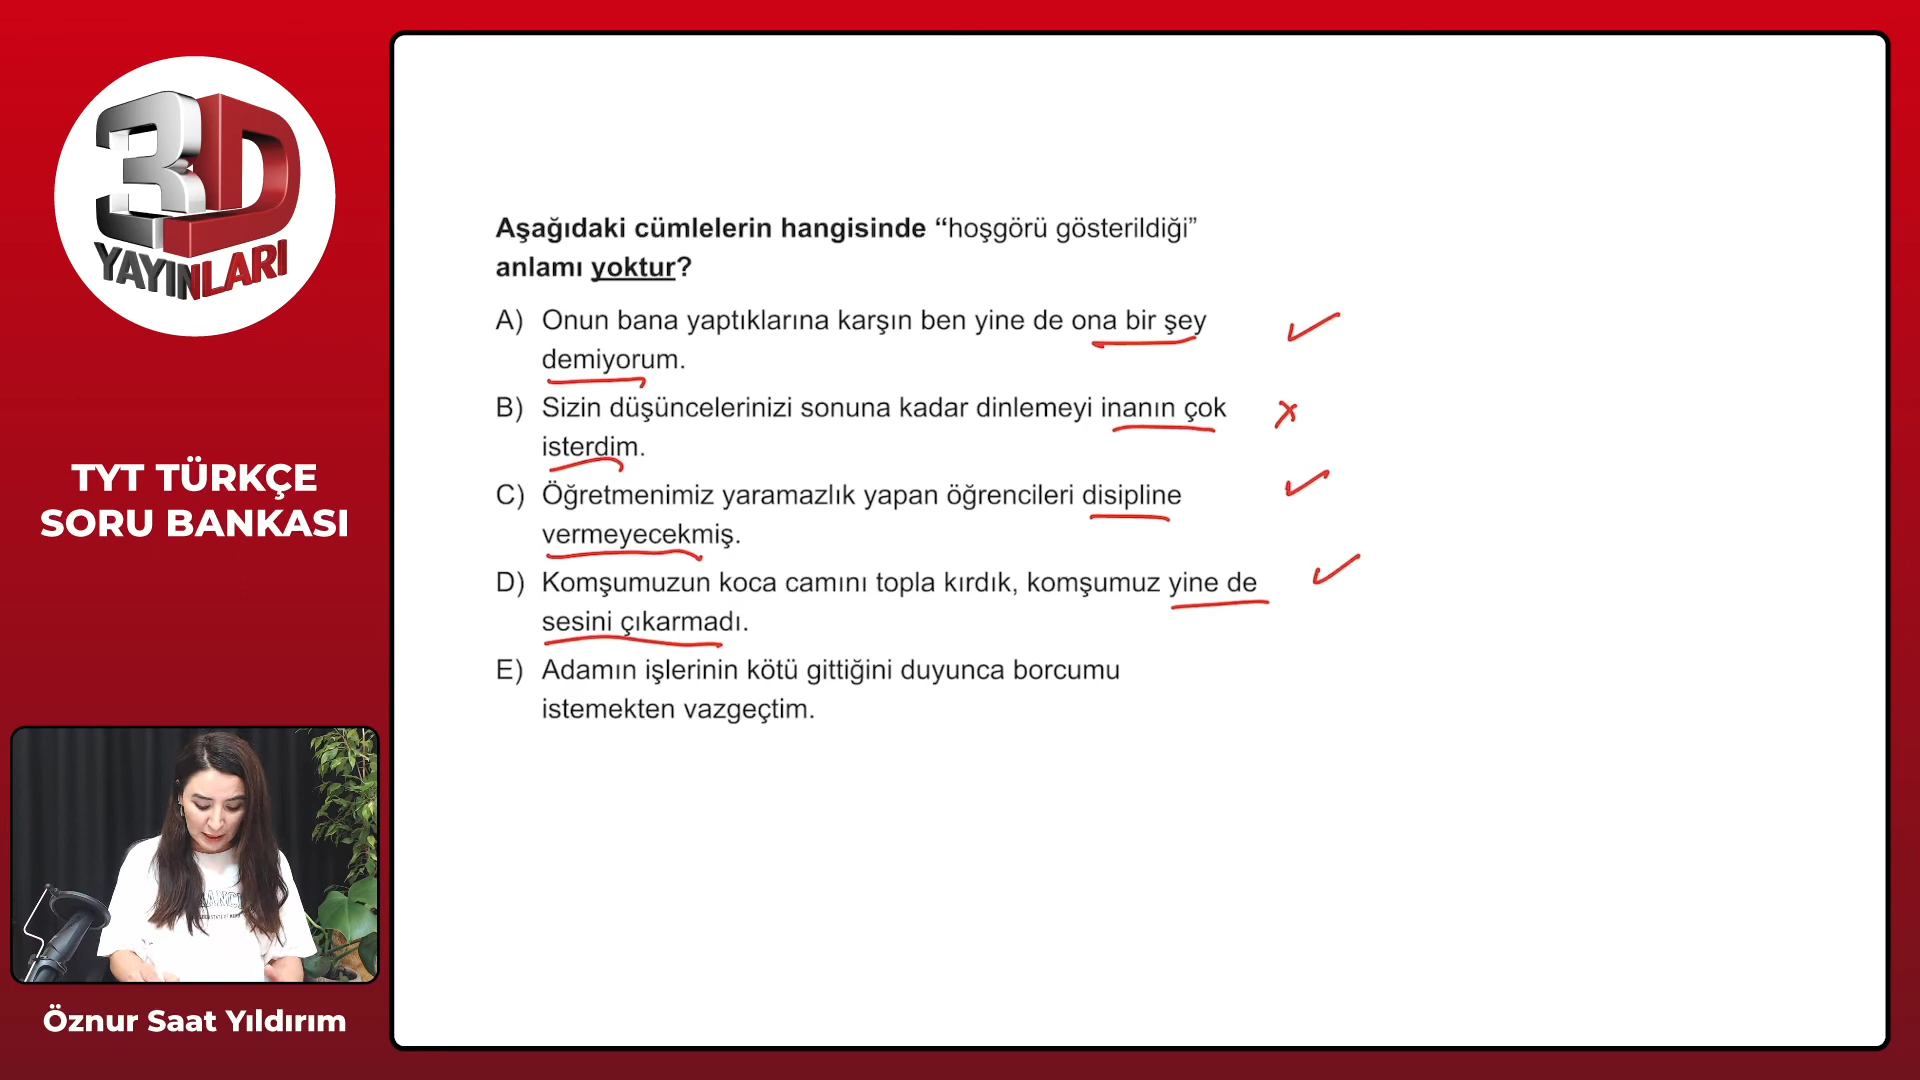 3D
YAYINLARI
TYT TÜRKÇE
SORU BANKASI
Öznur Saat Yıldırım
Aşağıdaki cümlelerin hangisinde “hoşgörü gösterildiği”
anlamı yoktur?
A) Onun bana yaptıklarına karşın ben yine de ona bir şey
demiyorum.
B) Sizin düşüncelerinizi sonuna kadar dinlemeyi inanın çok
isterdim.
C) Öğretmenimiz yaramazlık yapan öğrencileri disipline
vermeyecekmiş.
D) Komşumuzun koca camını topla kırdık, komşumuz yine de
sesini çıkarmadı.
E) Adamın işlerinin kötü gittiğini duyunca borcumu
istemekten vazgeçtim.